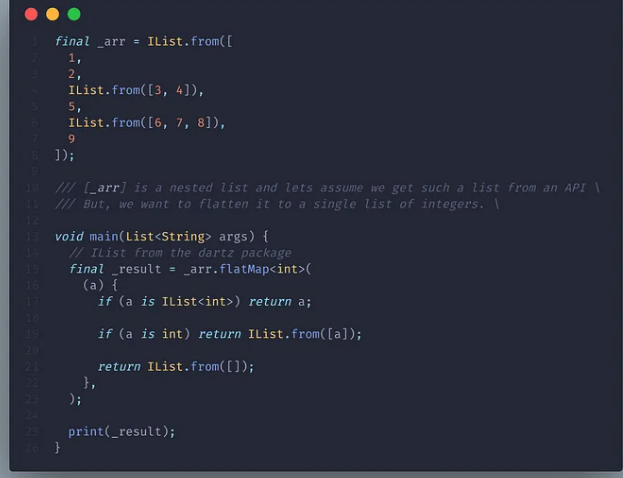 1 final _arr = IList.from([
2   1,
3   2,
4   IList.from([3, 4]),
5   5,
6   IList.from([6, 7, 8]),
7   9
8 ]);
9
10 /// [_arr] is a nested list and lets assume we get such a list from an API \
11 /// But, we want to flatten it to a single list of integers. \
12
13 void main(List<String> args) {
14   // IList from the dartz package
15   final _result = _arr.flatMap<int>(
16     (a) {
17       if (a is IList<int>) return a;
18
19       if (a is int) return IList.from([a]);
20
21       return IList.from([]);
22     },
23   );
24
25   print(_result);
26 }